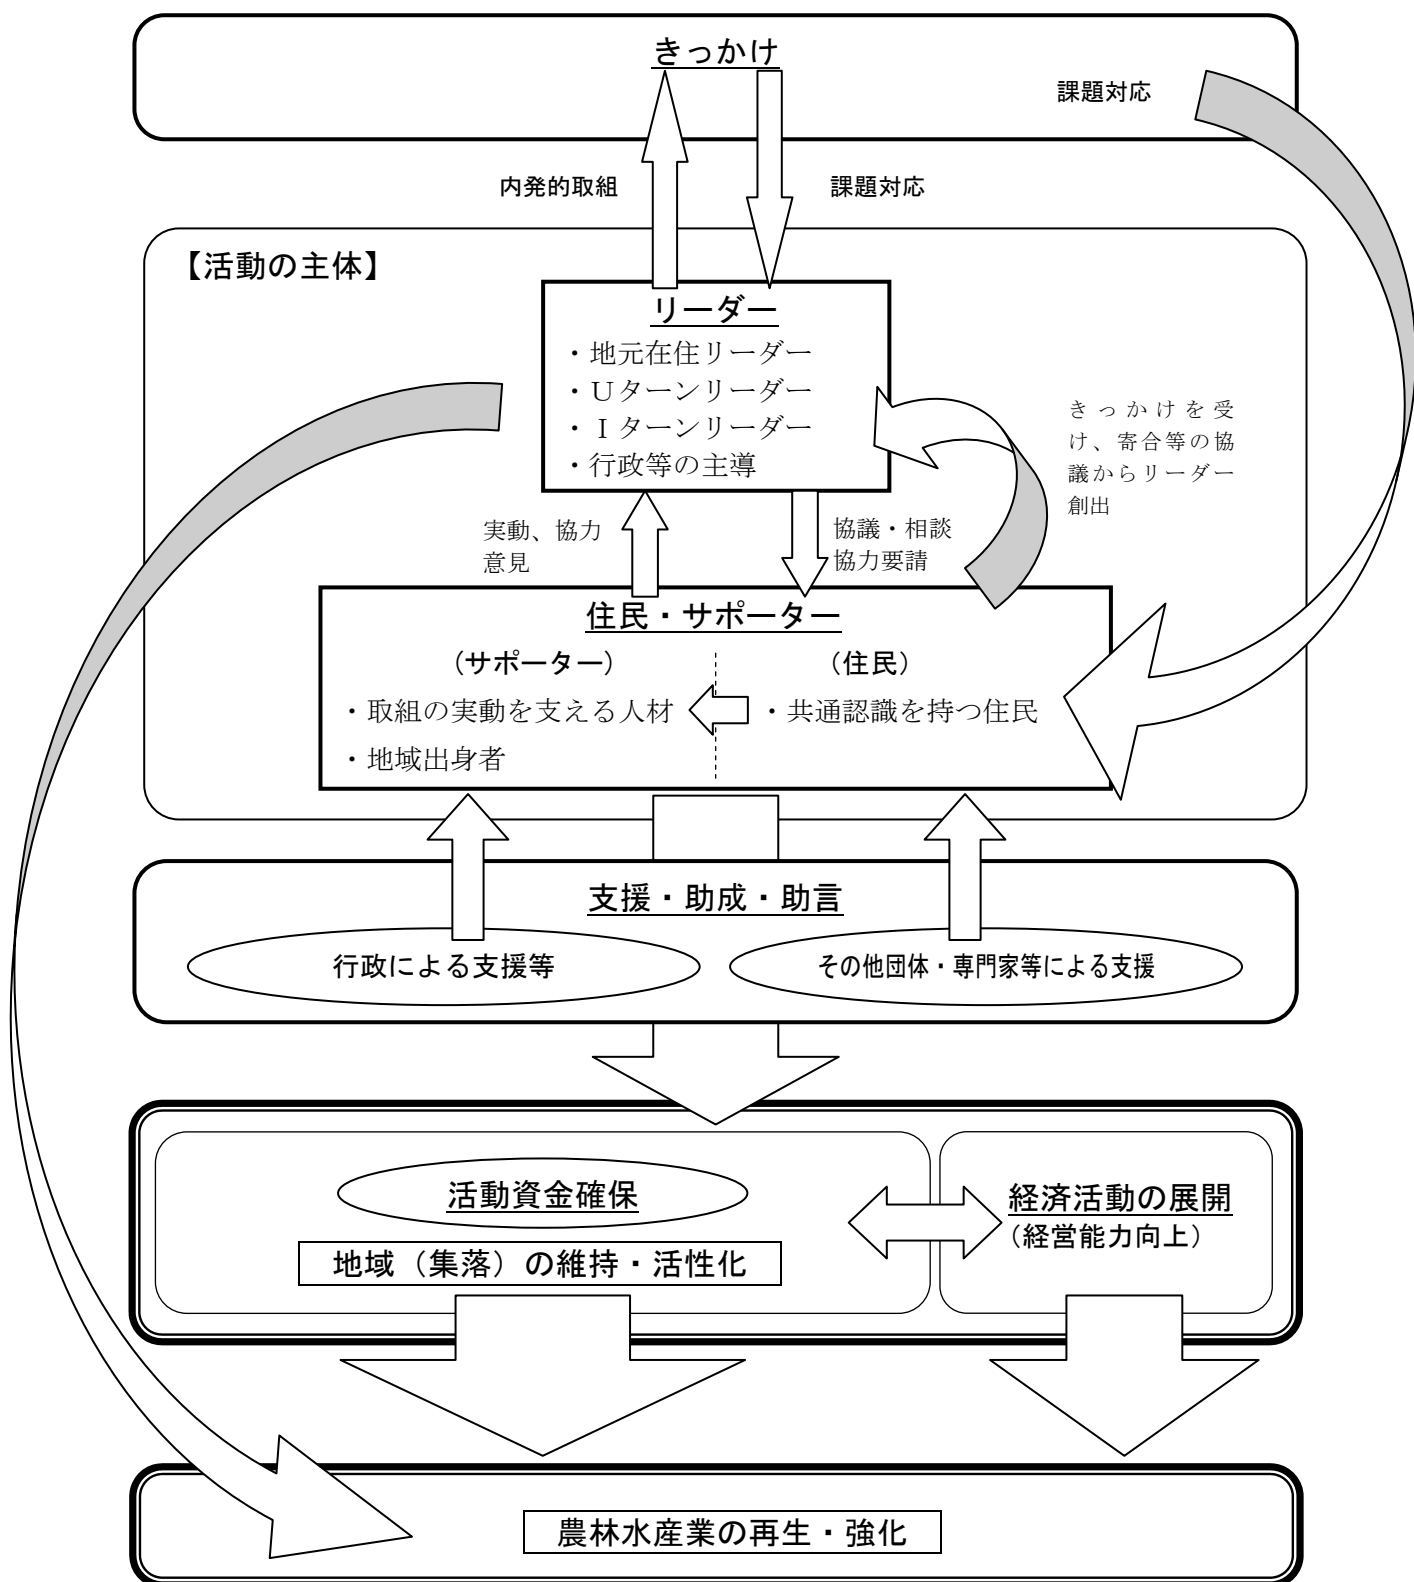 きっかけ
課題対応
内発的取組
課題対応
【活動の主体】
リーダー
・地元在住リーダー
・Ｕターンリーダー
・Ｉターンリーダー
・行政等の主導
きっかけを受
け、寄合等の協
議からリーダー
創出
実動、協力
意見
協議・相談
協力要請
住民・サポーター
（サポーター）
（住民）
・取組の実動を支える人材
・共通認識を持つ住民
・地域出身者
支援・助成・助言
行政による支援等
その他団体・専門家等による支援
活動資金確保
経済活動の展開
（経営能力向上）
地域（集落）の維持・活性化
農林水産業の再生・強化